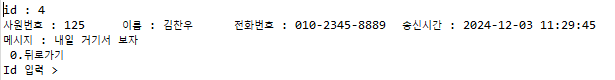 id : 4
사원번호 : 125 이름 : 김찬우 전화번호 : 010-2345-8889 송신시간 : 2024-12-03 11:29:45
메시지 : 내일 거기서 보자
0.뒤로가기
Id 입력 >